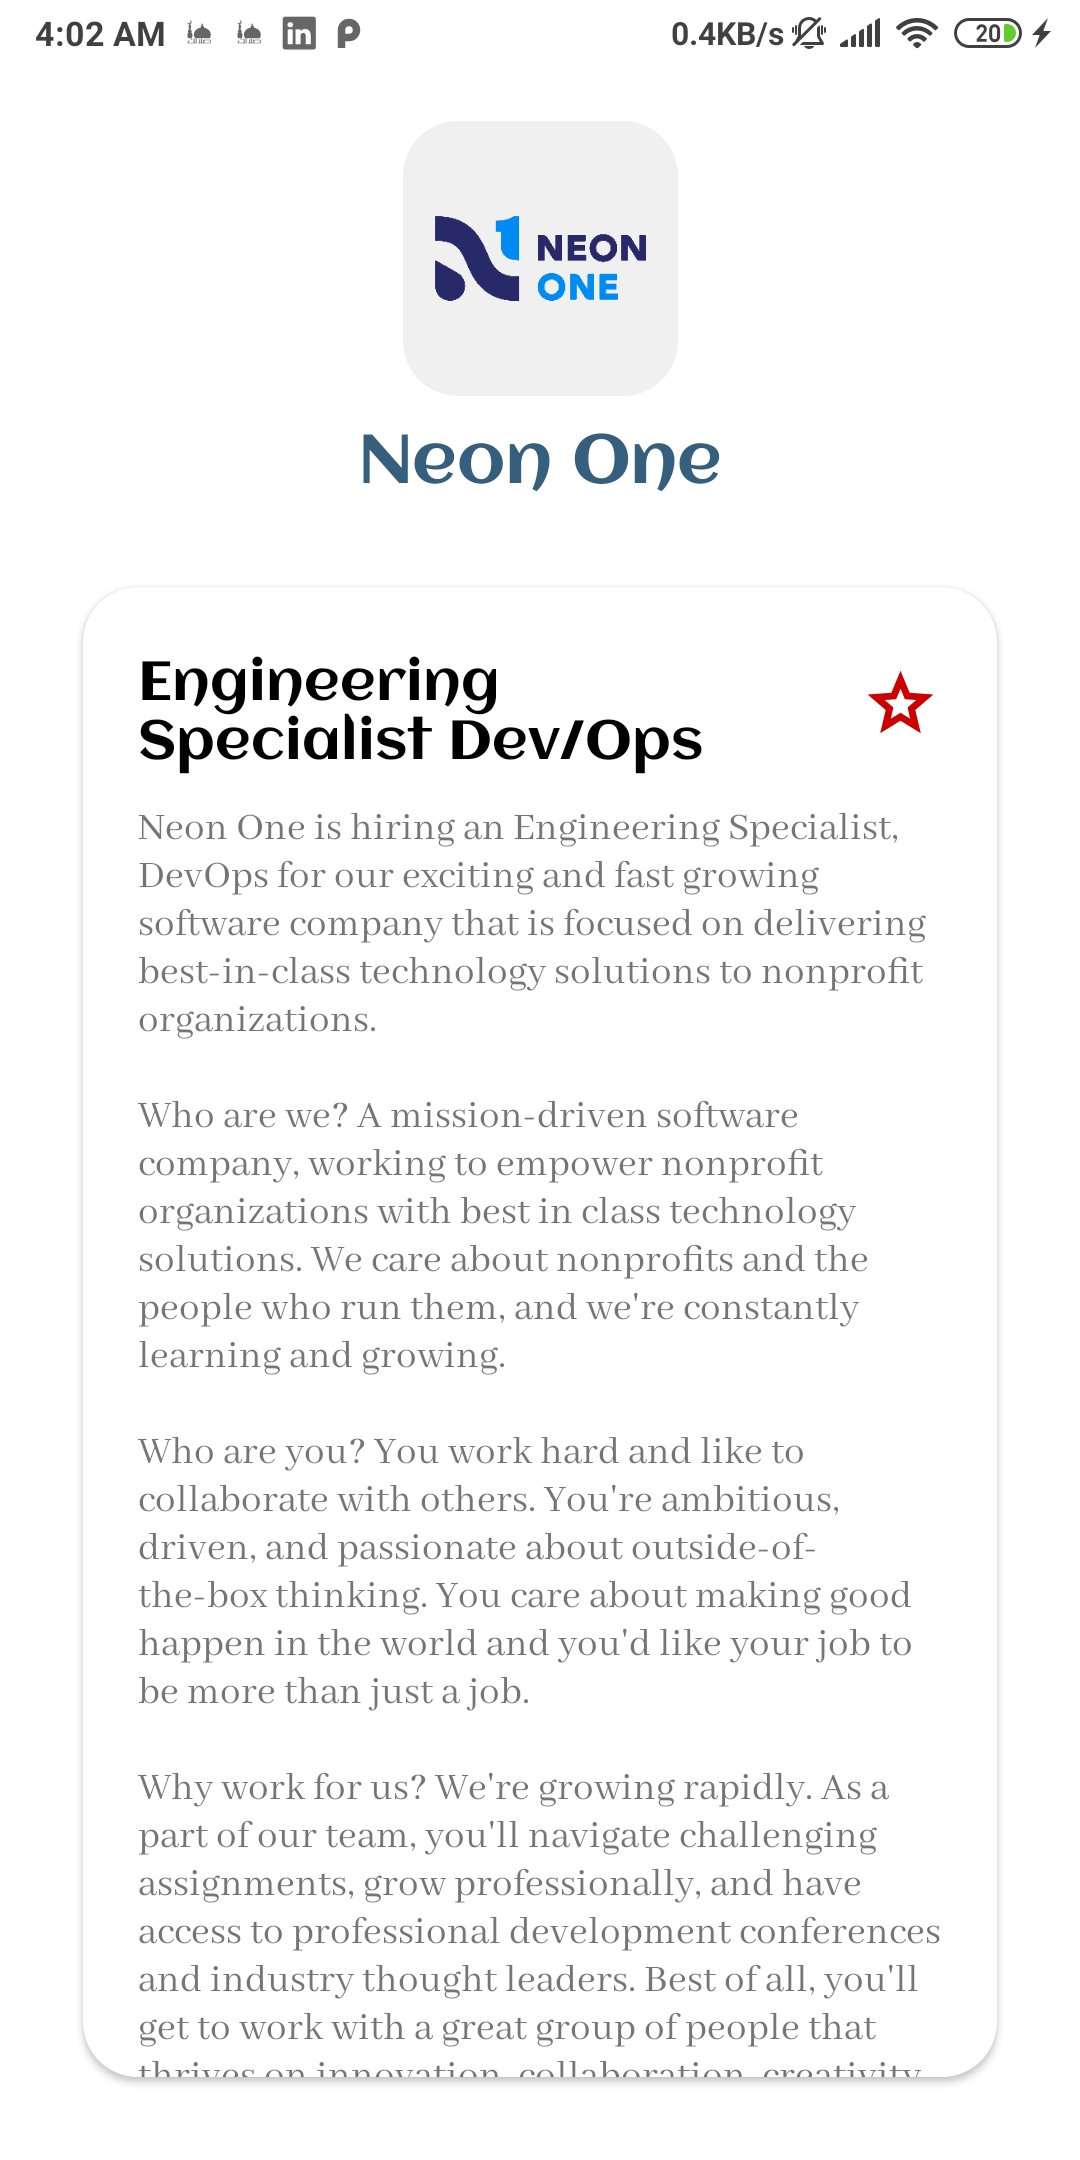 4:02 AM
0.4KB/s
20
NEON
ONE
Neon One
Engineering
Specialist Dev/Ops
Neon One is hiring an Engineering Specialist,
DevOps for our exciting and fast growing
software company that is focused on delivering
best-in-class technology solutions to nonprofit
organizations.
Who are we? A mission-driven software
company, working to empower nonprofit
organizations with best in class technology
solutions. We care about nonprofits and the
people who run them, and we're constantly
learning and growing.
Who are you? You work hard and like to
collaborate with others. You're ambitious,
driven, and passionate about outside-of-
the-box thinking. You care about making good
happen in the world and you'd like your job to
be more than just a job.
Why work for us? We're growing rapidly. As a
part of our team, you'll navigate challenging
assignments, grow professionally, and have
access to professional development conferences
and industry thought leaders. Best of all, you'll
get to work with a great group of people that
thrives on innovation, collaboration, creativity